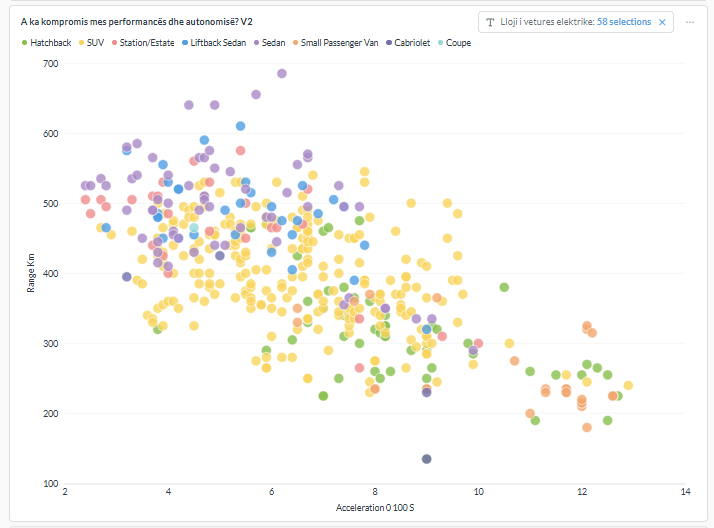 A ka kompromis mes performancës dhe autonomisë? V2
Lloji i vetures elektrike: 58 selections ×
Hatchback SUV Station/Estate Liftback Sedan Sedan Small Passenger Van Cabriolet Coupe
700
600
500
400
300
200
100
Range Km
2 4 6 8 10 12 14
Acceleration 0 100 S